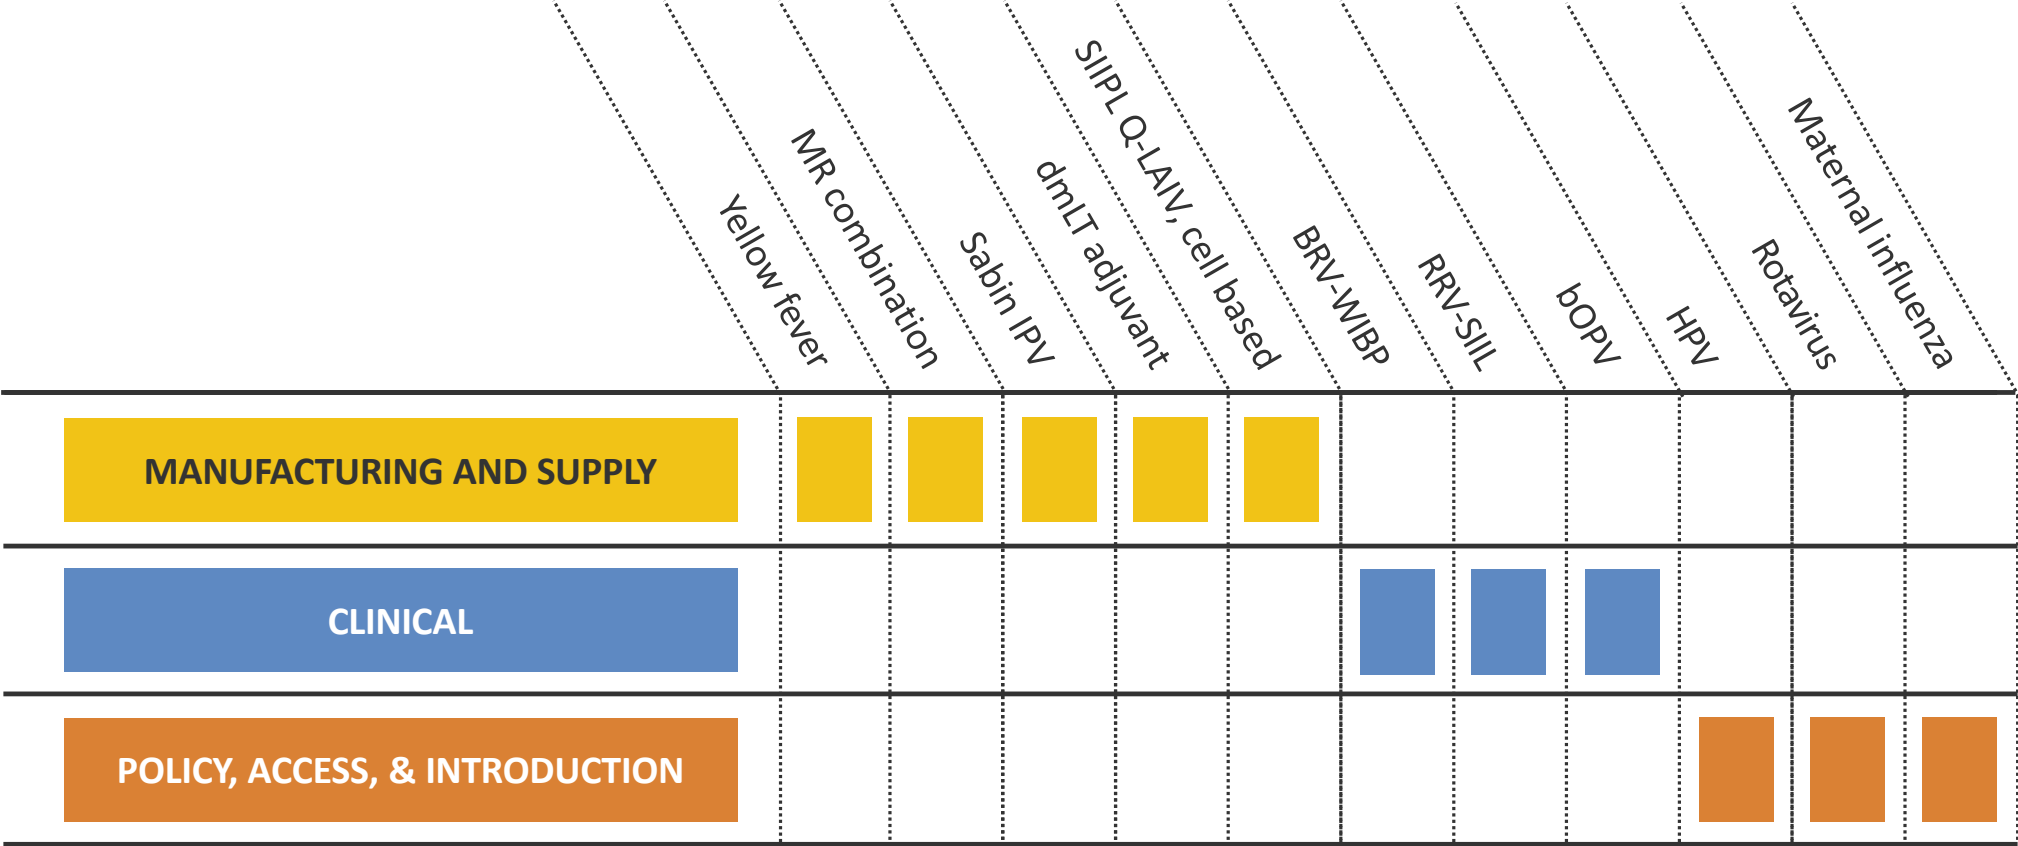 Yellow fever
MR combination
Sabin IPV
dmLT adjuvant
SIIPL Q-LAIV, cell based
BRV-WIBP
RRV-SIIL
bOPV
HPV
Rotavirus
Maternal influenza
MANUFACTURING AND SUPPLY
CLINICAL
POLICY, ACCESS, & INTRODUCTION